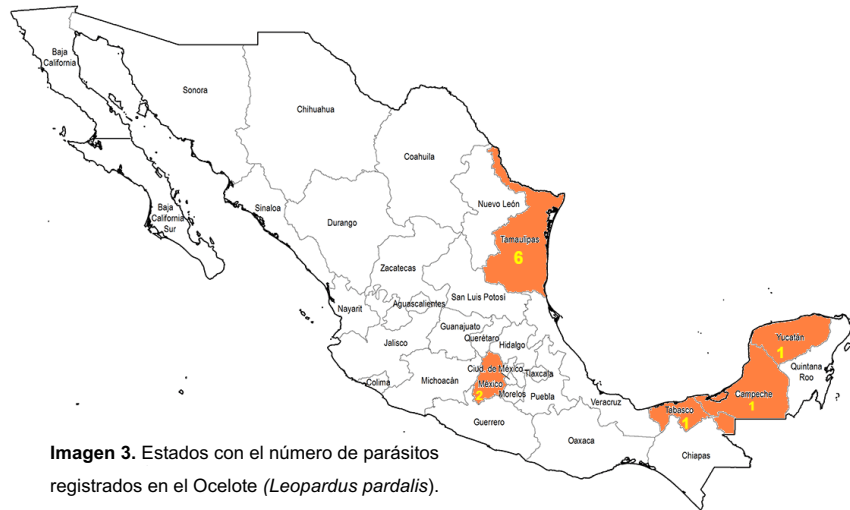 Baja
California
Sonora
Chihuahua
Coahuila
Nuevo León
Sinaloa
Durango
Baja
California
Sur
Tamaulipas
6
Zacatecas
San Luis Potosí
Nayarit
Aguascalientes
Guanajuato
Querétaro
Hidalgo
Jalisco
Ciud. de México
Tlaxcala
México
2
Morelos
Puebla
Colima
Michoacán
Veracruz
Guerrero
Oaxaca
Yucatán
1
Quintana
Roo
Campeche
1
Tabasco
1
Chiapas
Imagen 3. Estados con el número de parásitos
registrados en el Ocelote (Leopardus pardalis).